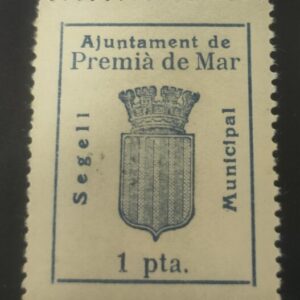 Ajuntament de
Premià de Mar
Segell
Municipal
1 pta.